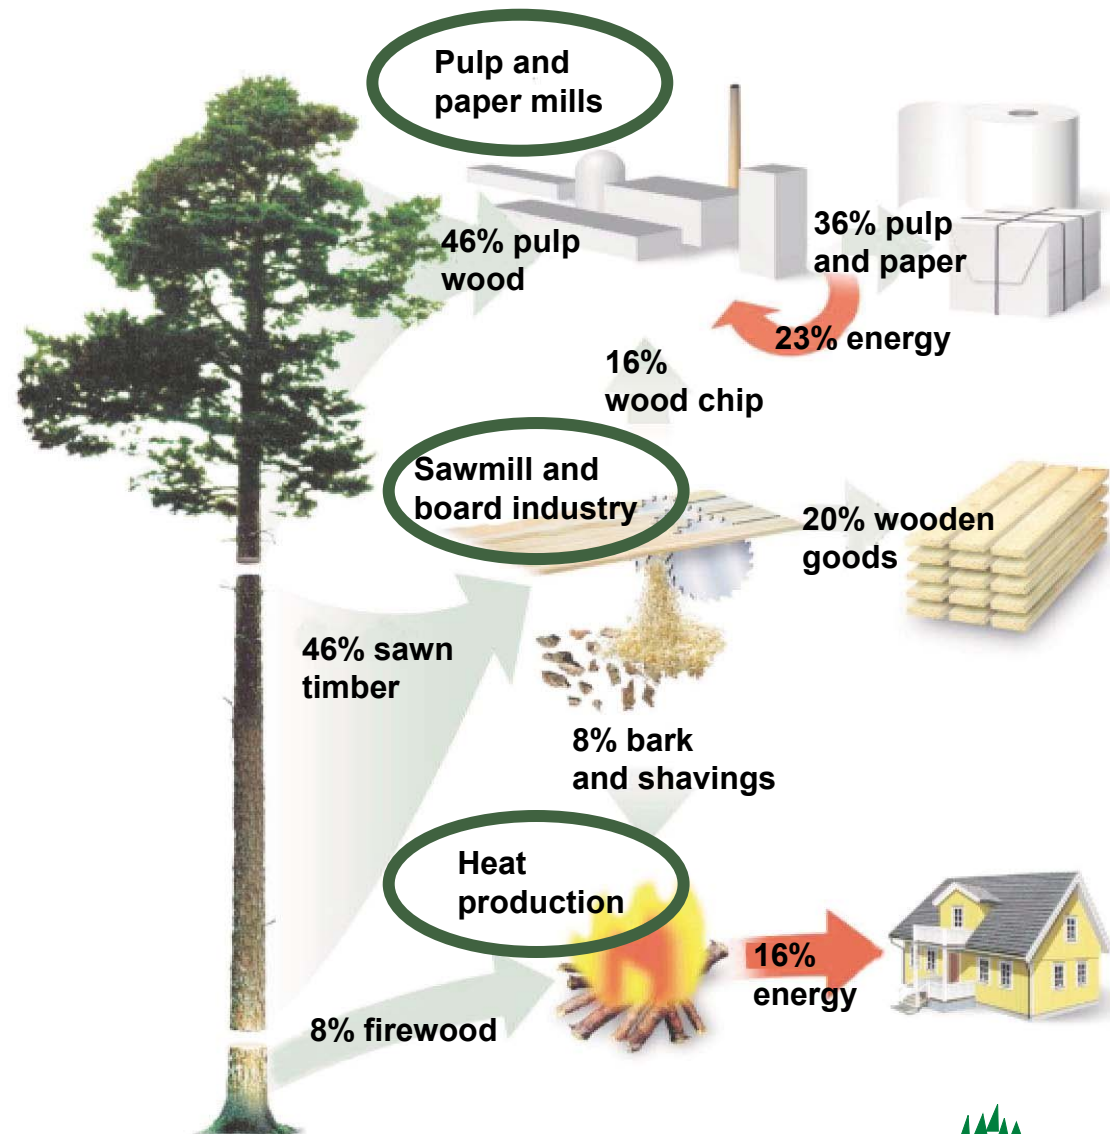 Pulp and
paper mills
46% pulp
wood
36% pulp
and paper
23% energy
16%
wood chip
Sawmill and
board industry
20% wooden
goods
46% sawn
timber
8% bark
and shavings
Heat
production
16%
energy
8% firewood